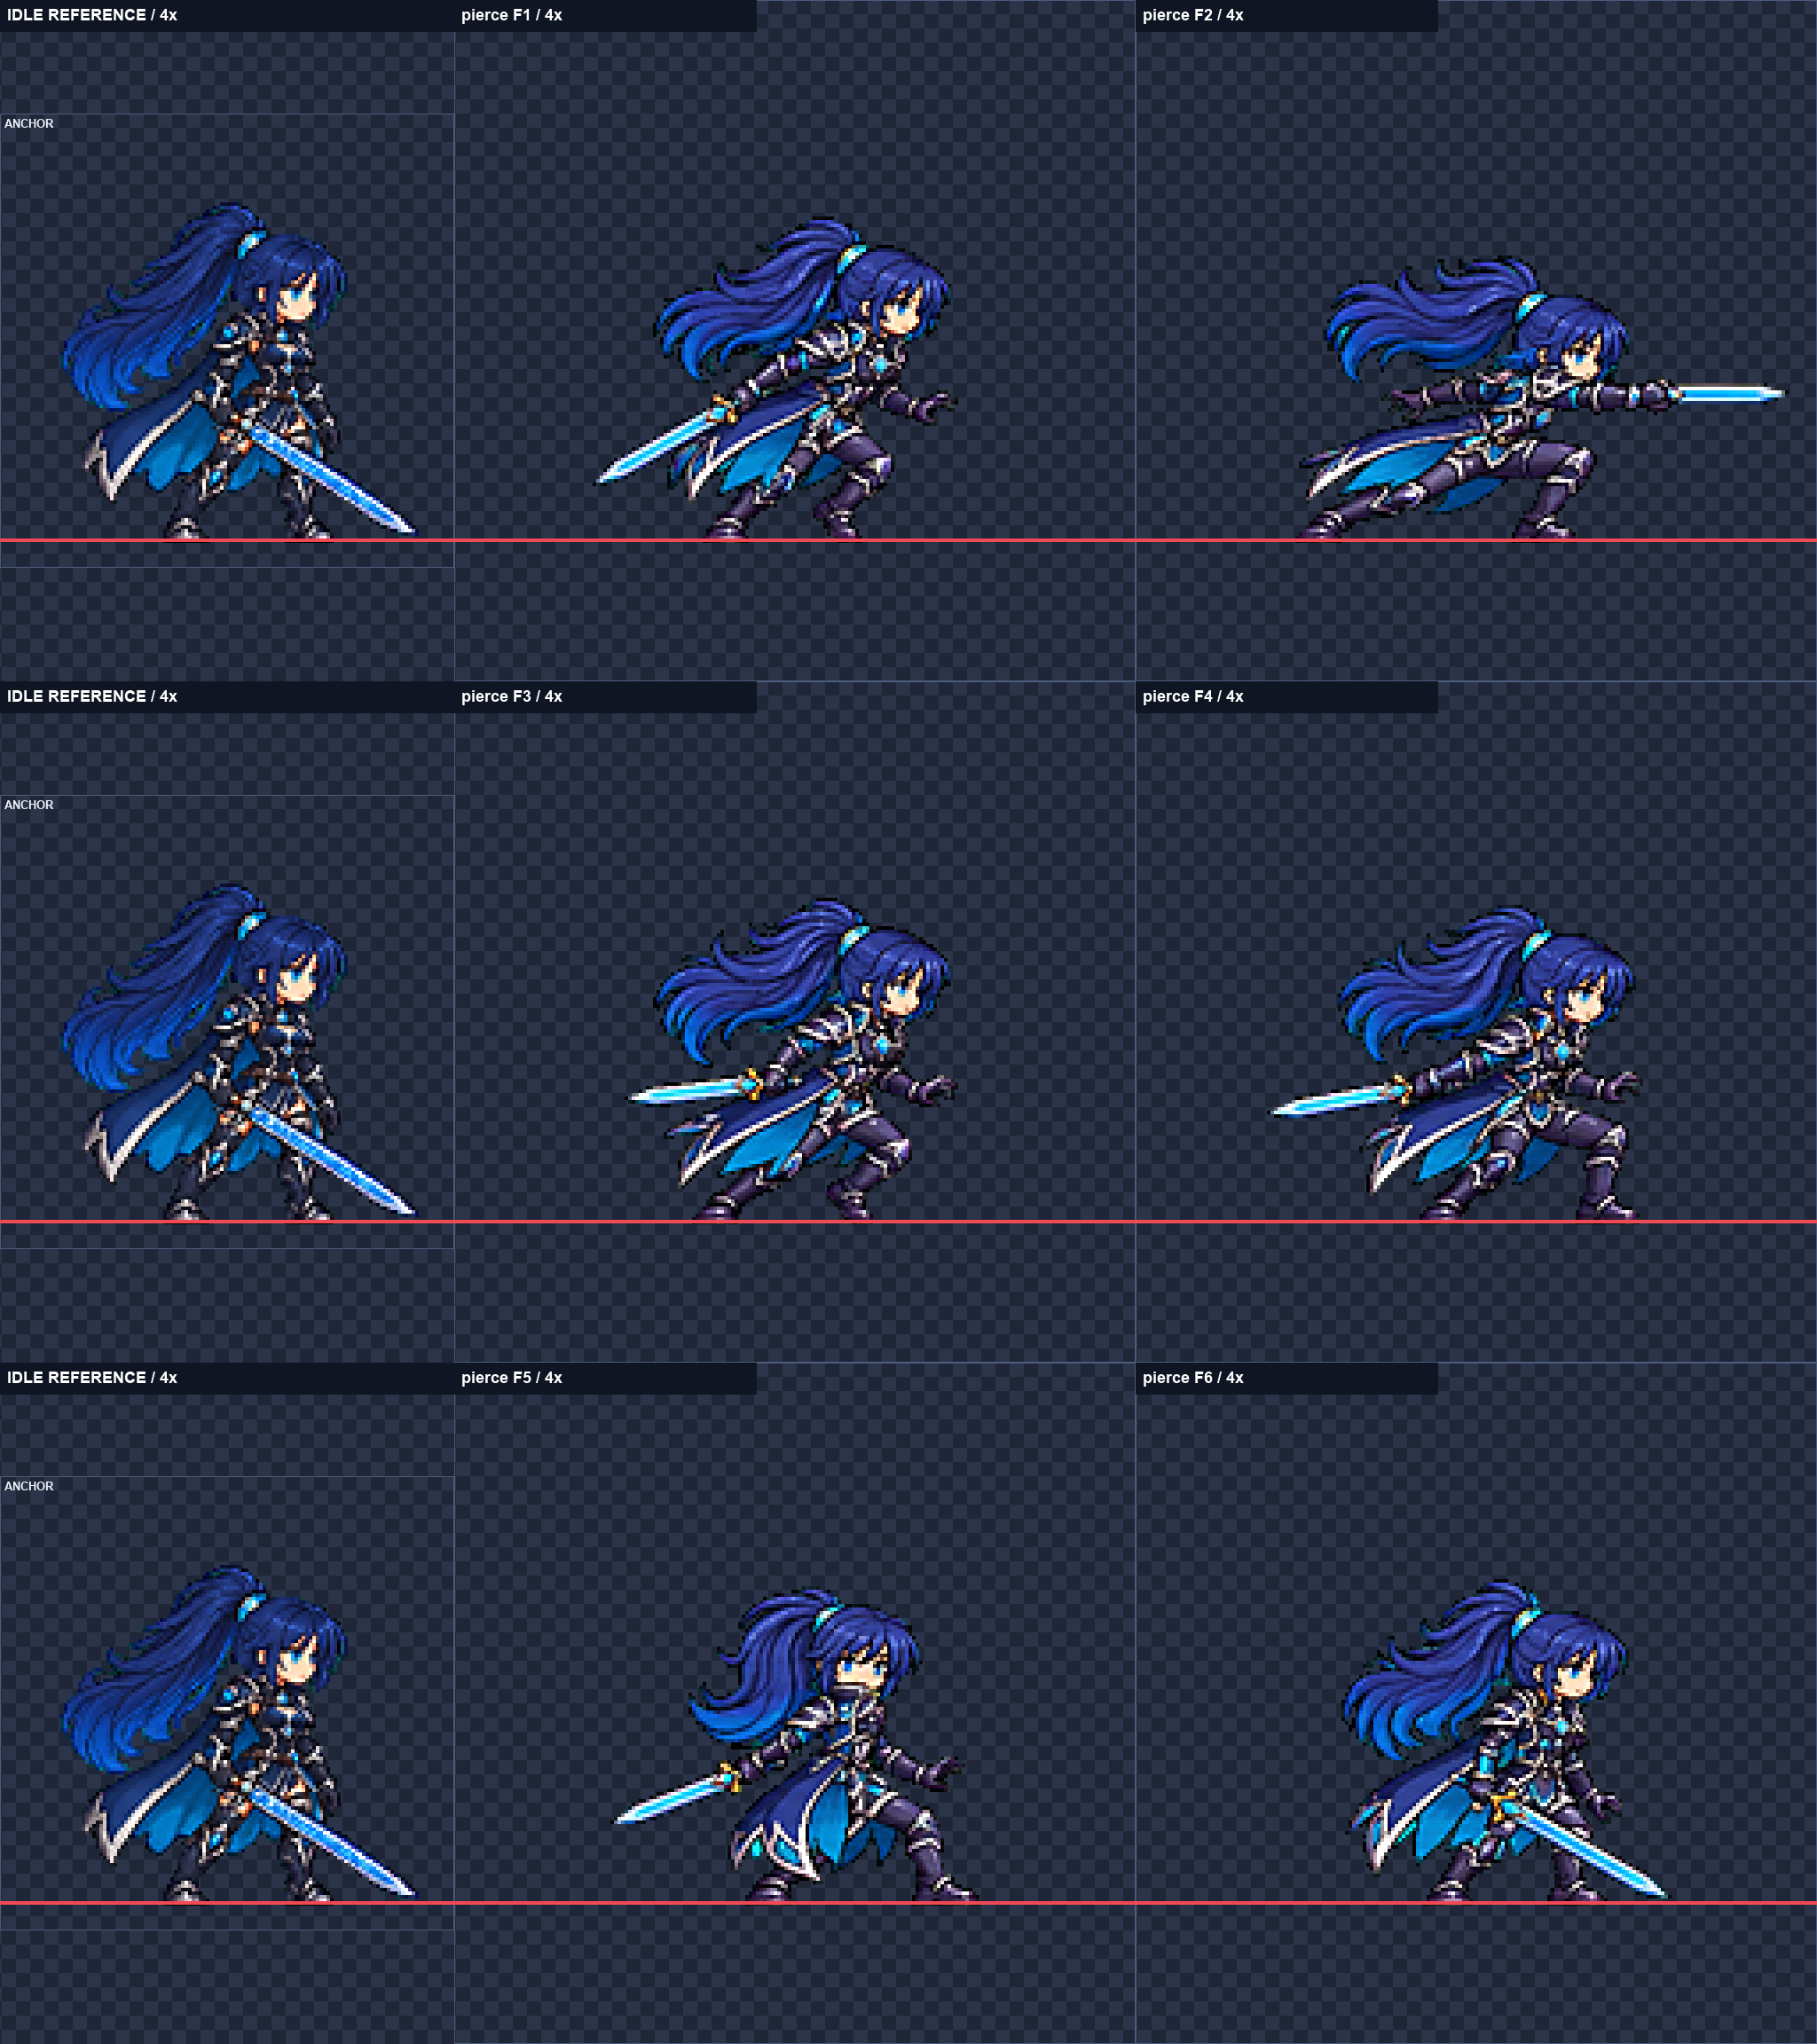 IDLE REFERENCE / 4x
pierce F1 / 4x
pierce F2 / 4x
ANCHOR
IDLE REFERENCE / 4x
pierce F3 / 4x
pierce F4 / 4x
ANCHOR
IDLE REFERENCE / 4x
pierce F5 / 4x
pierce F6 / 4x
ANCHOR